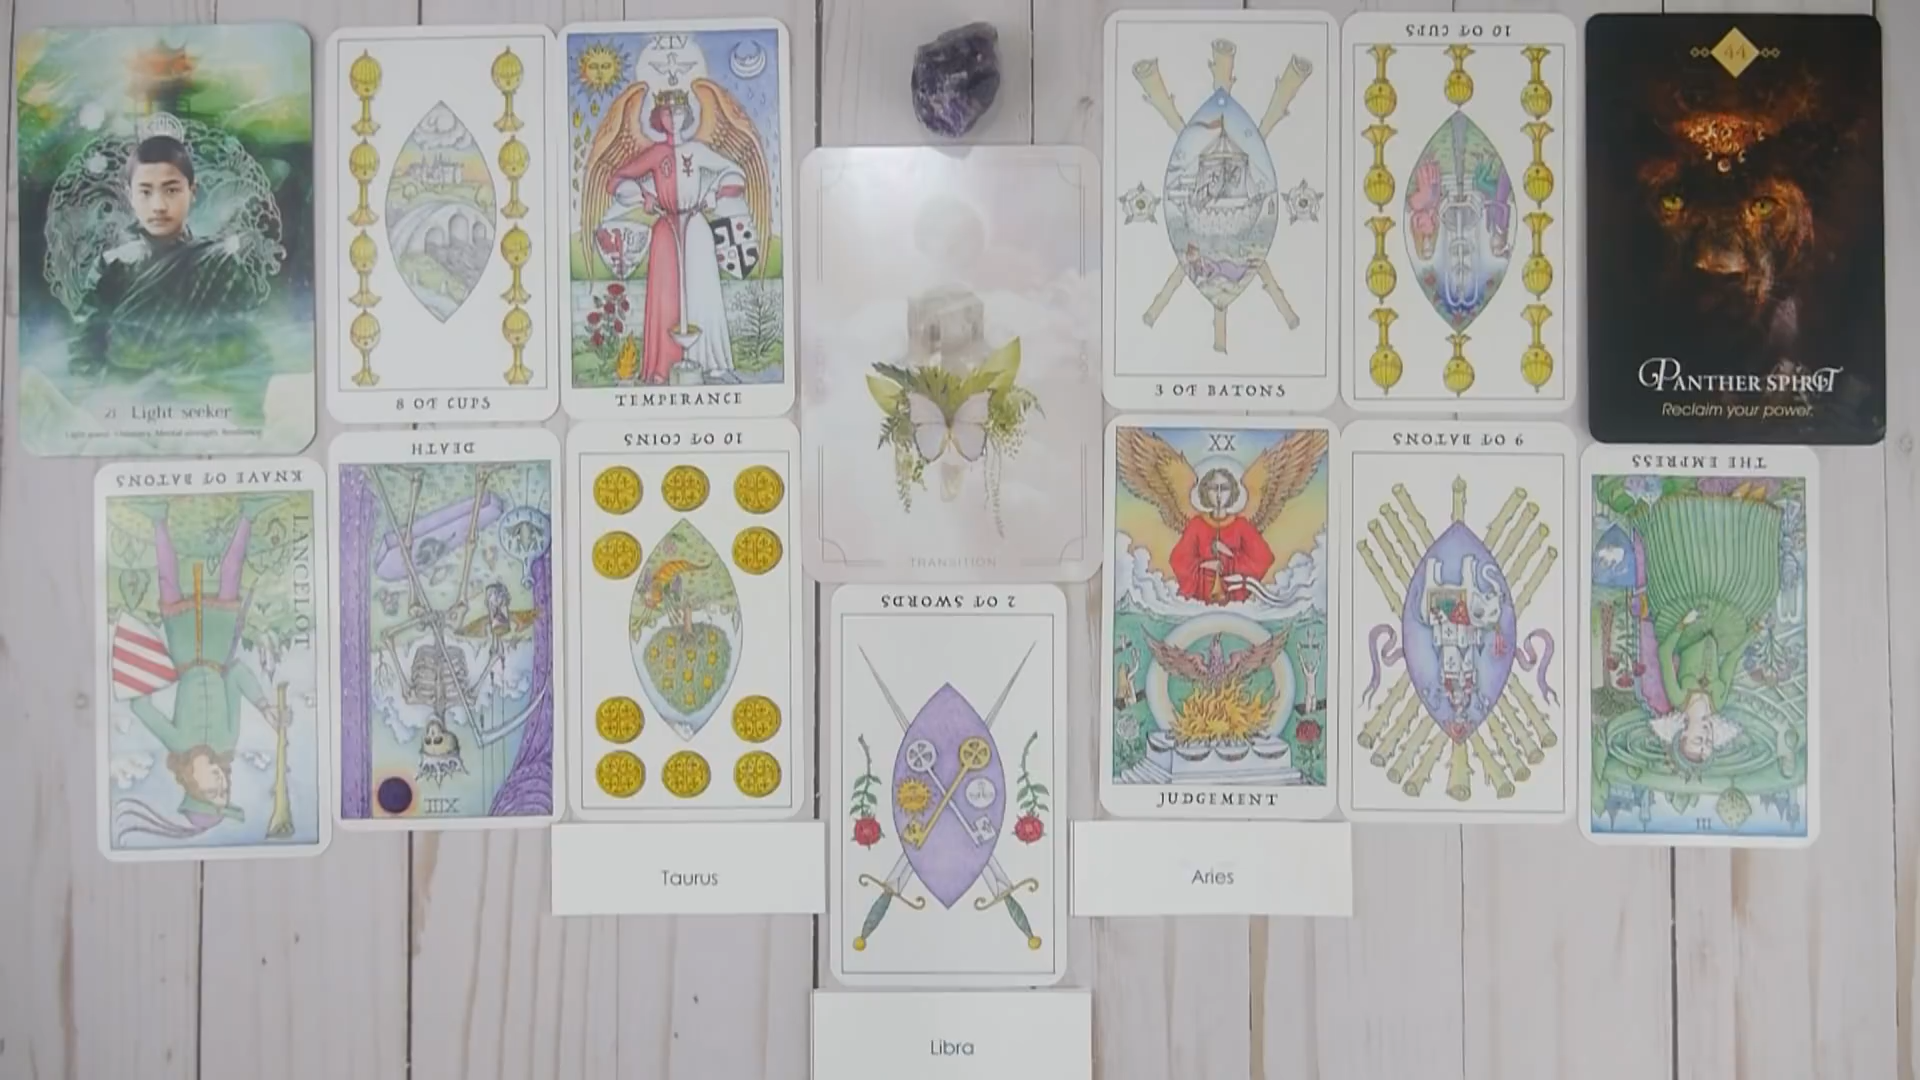 21 Light seeker
8 OF CUPS
XIV
TEMPERANCE
3 OF BATONS
10 OF CUPS
44
PANTHER SPIRIT
Reclaim your power.
KNAVE OF BATONS
LANCELOT
DEATH
XIII
10 OF COINS
TRANSITION
2 OF SWORDS
XX
JUDGEMENT
9 OF BATONS
THE EMPRESS
III
Taurus
Aries
Libra